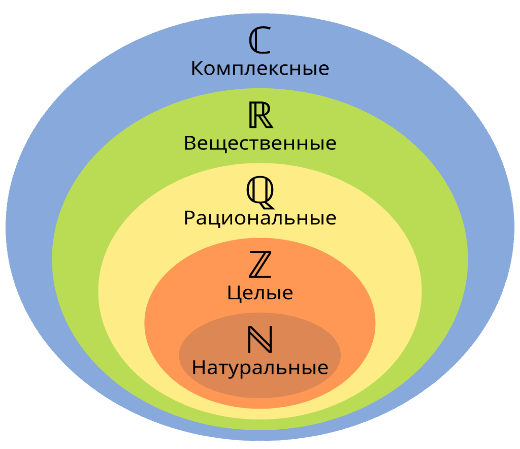 ℂ
Комплексные
ℝ
Вещественные
ℚ
Рациональные
ℤ
Целые
ℕ
Натуральные